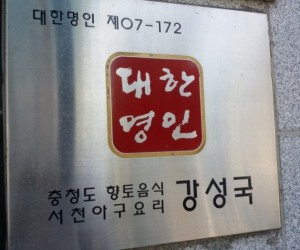 대한명인 제07-172
대한
명인
충청도 향토음식
서천아구요리
강성국